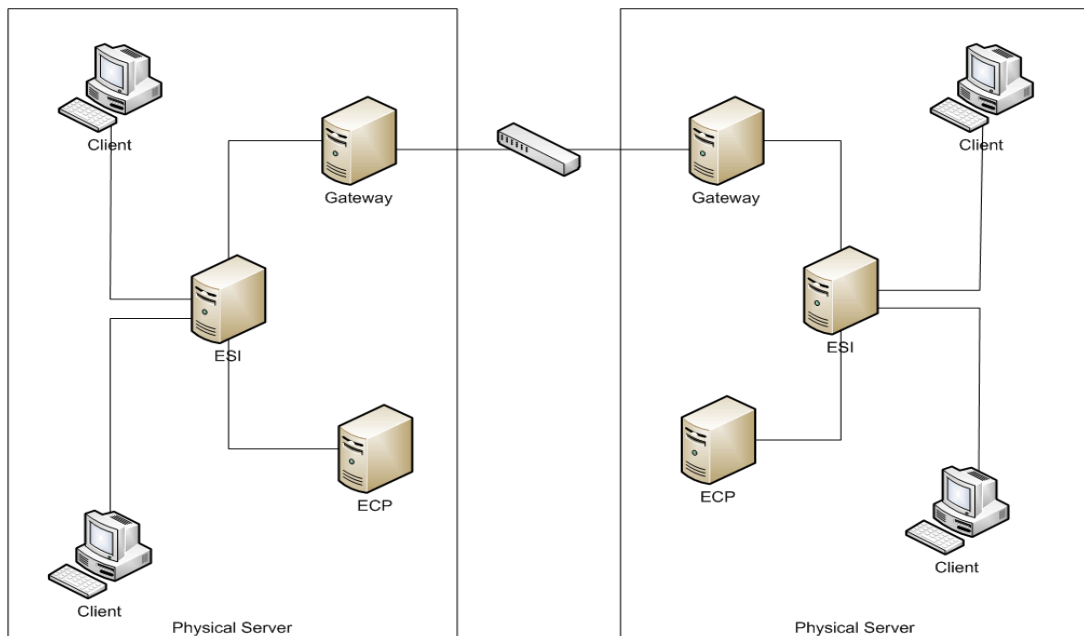 Client
Gateway
Gateway
Client
ESI
ESI
ECP
ECP
Client
Client
Physical Server
Physical Server